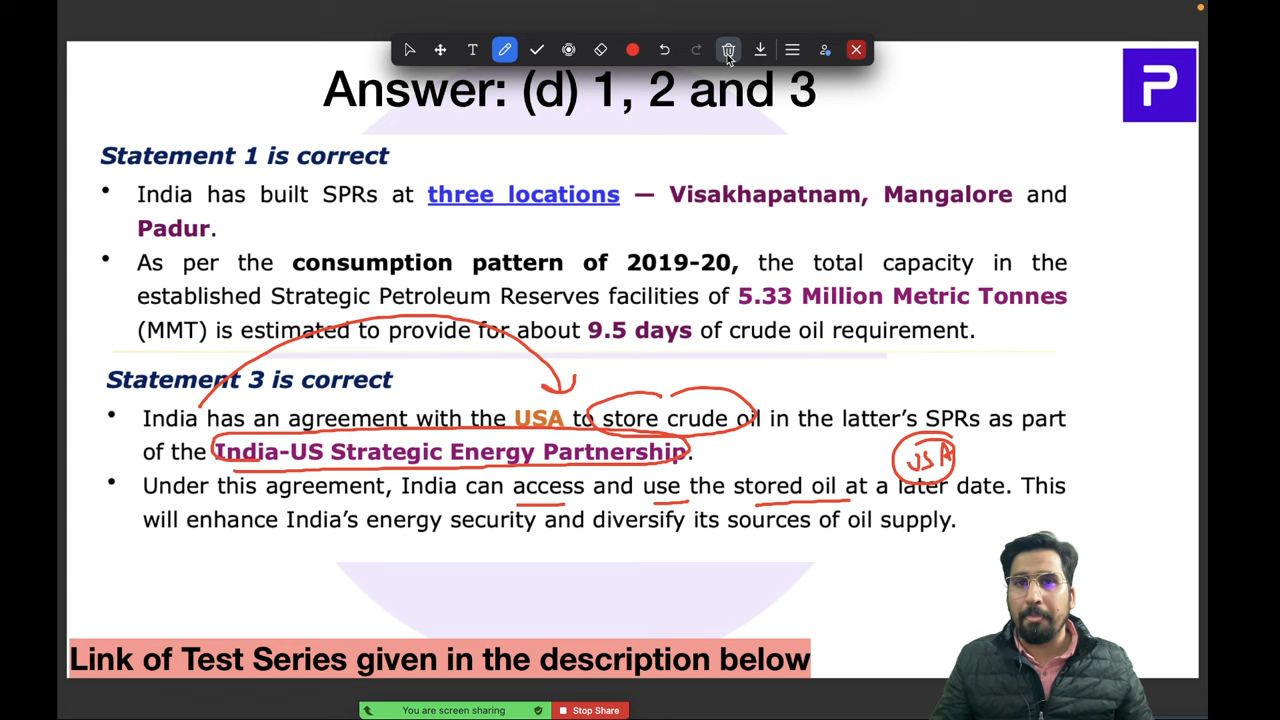 T
P
Answer: (d) 1, 2 and 3
Statement 1 is correct
• India has built SPRs at three locations — Visakhapatnam, Mangalore and
Padur.
• As per the consumption pattern of 2019-20, the total capacity in the
established Strategic Petroleum Reserves facilities of 5.33 Million Metric Tonnes
(MMT) is estimated to provide for about 9.5 days of crude oil requirement.
Statement 3 is correct
• India has an agreement with the USA to store crude oil in the latter’s SPRs as part
of the India-US Strategic Energy Partnership.
USA
• Under this agreement, India can access and use the stored oil at a later date. This
will enhance India’s energy security and diversify its sources of oil supply.
Link of Test Series given in the description below
You are screen sharing
Stop Share